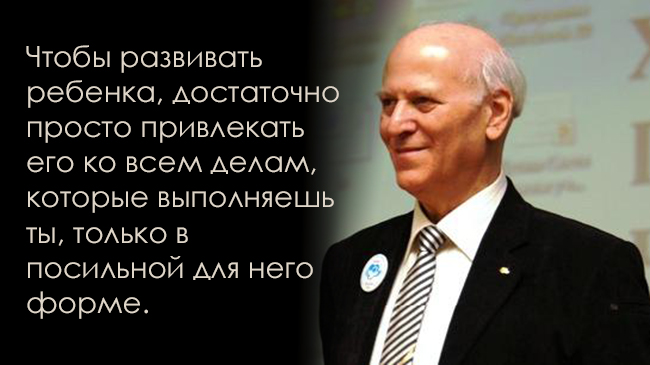 Чтобы развивать
ребенка, достаточно
просто привлекать
его ко всем делам,
которые выполняешь
ты, только в
посильной для него
форме.